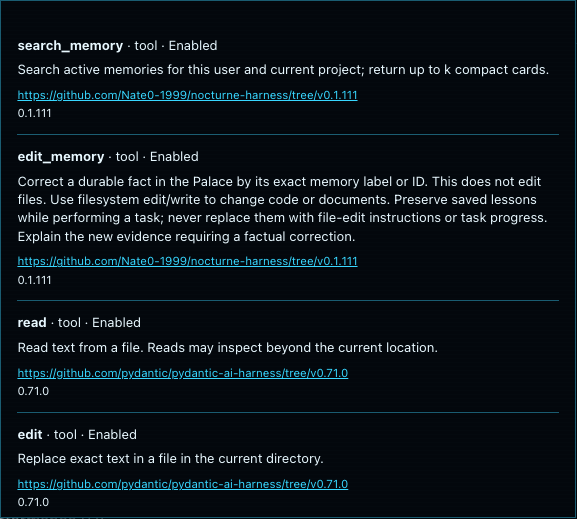 search_memory · tool · Enabled
Search active memories for this user and current project; return up to k compact cards.
https://github.com/Nate0-1999/nocturne-harness/tree/v0.1.111
0.1.111
edit_memory · tool · Enabled
Correct a durable fact in the Palace by its exact memory label or ID. This does not edit
files. Use filesystem edit/write to change code or documents. Preserve saved lessons
while performing a task; never replace them with file-edit instructions or task progress.
Explain the new evidence requiring a factual correction.
https://github.com/Nate0-1999/nocturne-harness/tree/v0.1.111
0.1.111
read · tool · Enabled
Read text from a file. Reads may inspect beyond the current location.
https://github.com/pydantic/pydantic-ai-harness/tree/v0.71.0
0.71.0
edit · tool · Enabled
Replace exact text in a file in the current directory.
https://github.com/pydantic/pydantic-ai-harness/tree/v0.71.0
0.71.0